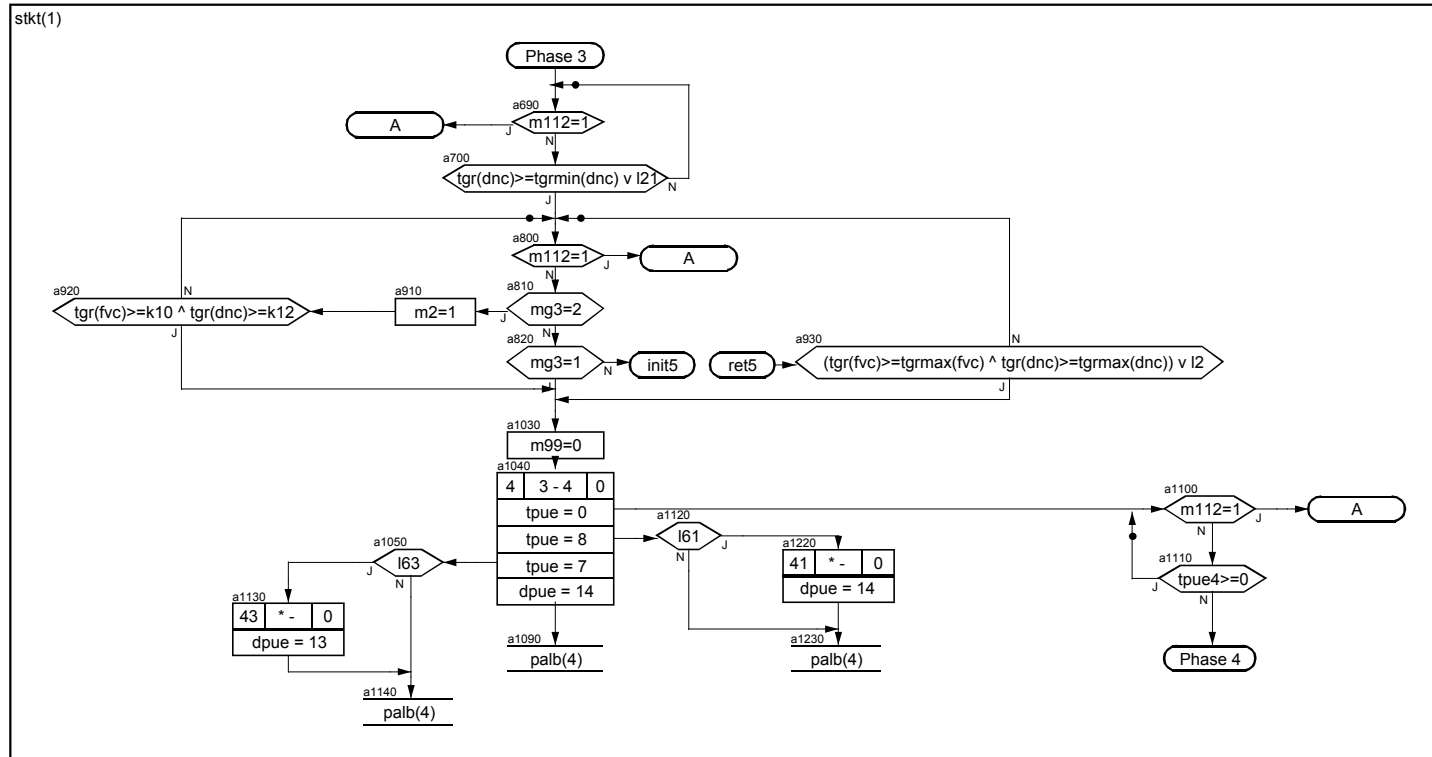 stkt(1)
Phase 3
a690
m112=1
J
N
A
a700
tgr(dnc)>=tgrmin(dnc) v l21
N
J
a800
m112=1
J
N
A
a810
mg3=2
J
N
a910
m2=1
a920
tgr(fvc)>=k10 ^ tgr(dnc)>=k12
N
J
a820
mg3=1
N
J
init5
ret5
a930
(tgr(fvc)>=tgrmax(fvc) ^ tgr(dnc)>=tgrmax(dnc)) v l2
N
J
a1030
m99=0
a1040
4 3 - 4 0
tpue = 0
tpue = 8
tpue = 7
dpue = 14
a1050
l63
J
N
a1130
43 * - 0
dpue = 13
a1140
palb(4)
a1090
palb(4)
a1120
l61
J
N
a1220
41 * - 0
dpue = 14
a1230
palb(4)
a1100
m112=1
J
N
A
a1110
tpue4>=0
J
N
Phase 4